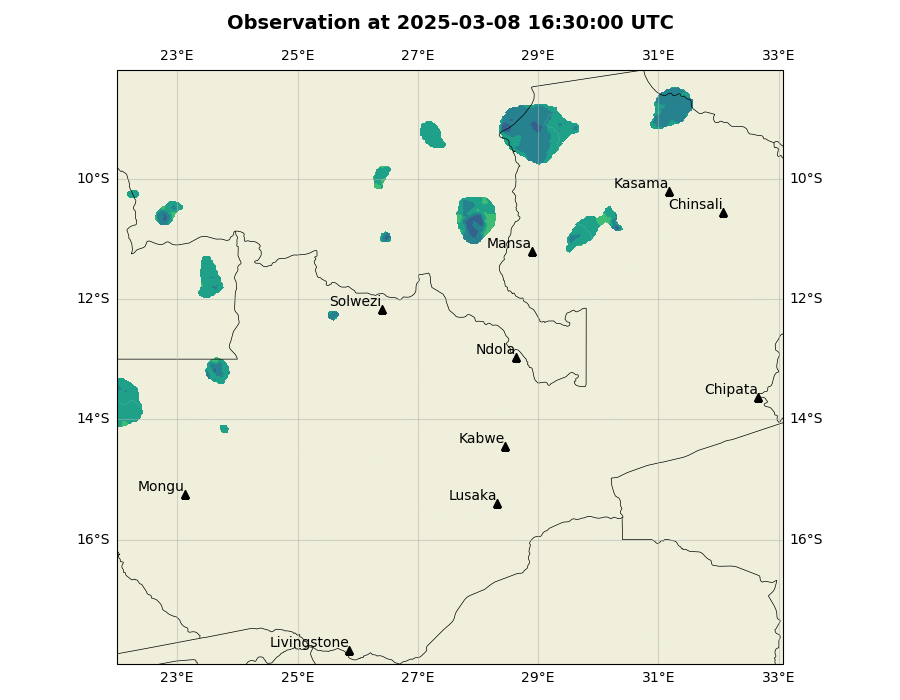 Observation at 2025-03-08 16:30:00 UTC
23°E 25°E 27°E 29°E 31°E 33°E
10°S 10°S
Kasama
Chinsali
Mansa
12°S 12°S
Solwezi
Ndola
Chipata
14°S 14°S
Kabwe
Mongu
Lusaka
16°S 16°S
Livingstone
23°E 25°E 27°E 29°E 31°E 33°E